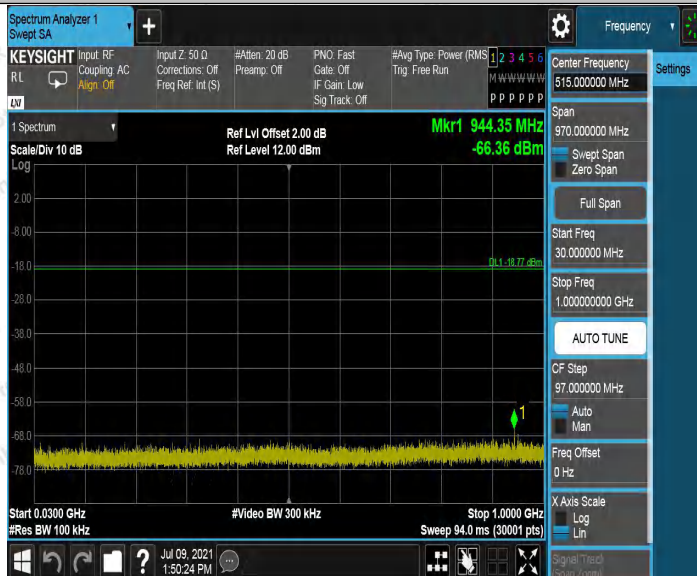 Spectrum Analyzer 1
Swept SA
Frequency
KEYSIGHT
RL
LXI
Input: RF
Coupling: AC
Align: Off
Input Z: 50 Ω
Corrections: Off
Freq Ref: Int (S)
#Atten: 20 dB
Preamp: Off
PNO: Fast
Gate: Off
IF Gain: Low
Sig Track: Off
#Avg Type: Power (RMS
Trig: Free Run
1 2 3 4 5 6
M W W W W W
P P P P P P
Center Frequency
515.000000 MHz
Settings
1 Spectrum
Scale/Div 10 dB
Log
Ref Lvl Offset 2.00 dB
Ref Level 12.00 dBm
Mkr1 944.35 MHz
-66.36 dBm
Span
970.000000 MHz
Swept Span
Zero Span
Full Span
Start Freq
30.000000 MHz
Stop Freq
1.000000000 GHz
AUTO TUNE
CF Step
97.000000 MHz
Auto
Man
Freq Offset
0 Hz
X Axis Scale
Log
Lin
Signal Track
(Span Zoom)
2.00
-8.00
-18.0
DL1 -18.77 dBm
-28.0
-38.0
-48.0
-58.0
1
-68.0
-78.0
Start 0.0300 GHz
#Res BW 100 kHz
#Video BW 300 kHz
Stop 1.0000 GHz
Sweep 94.0 ms (30001 pts)
?
Jul 09, 2021
1:50:24 PM